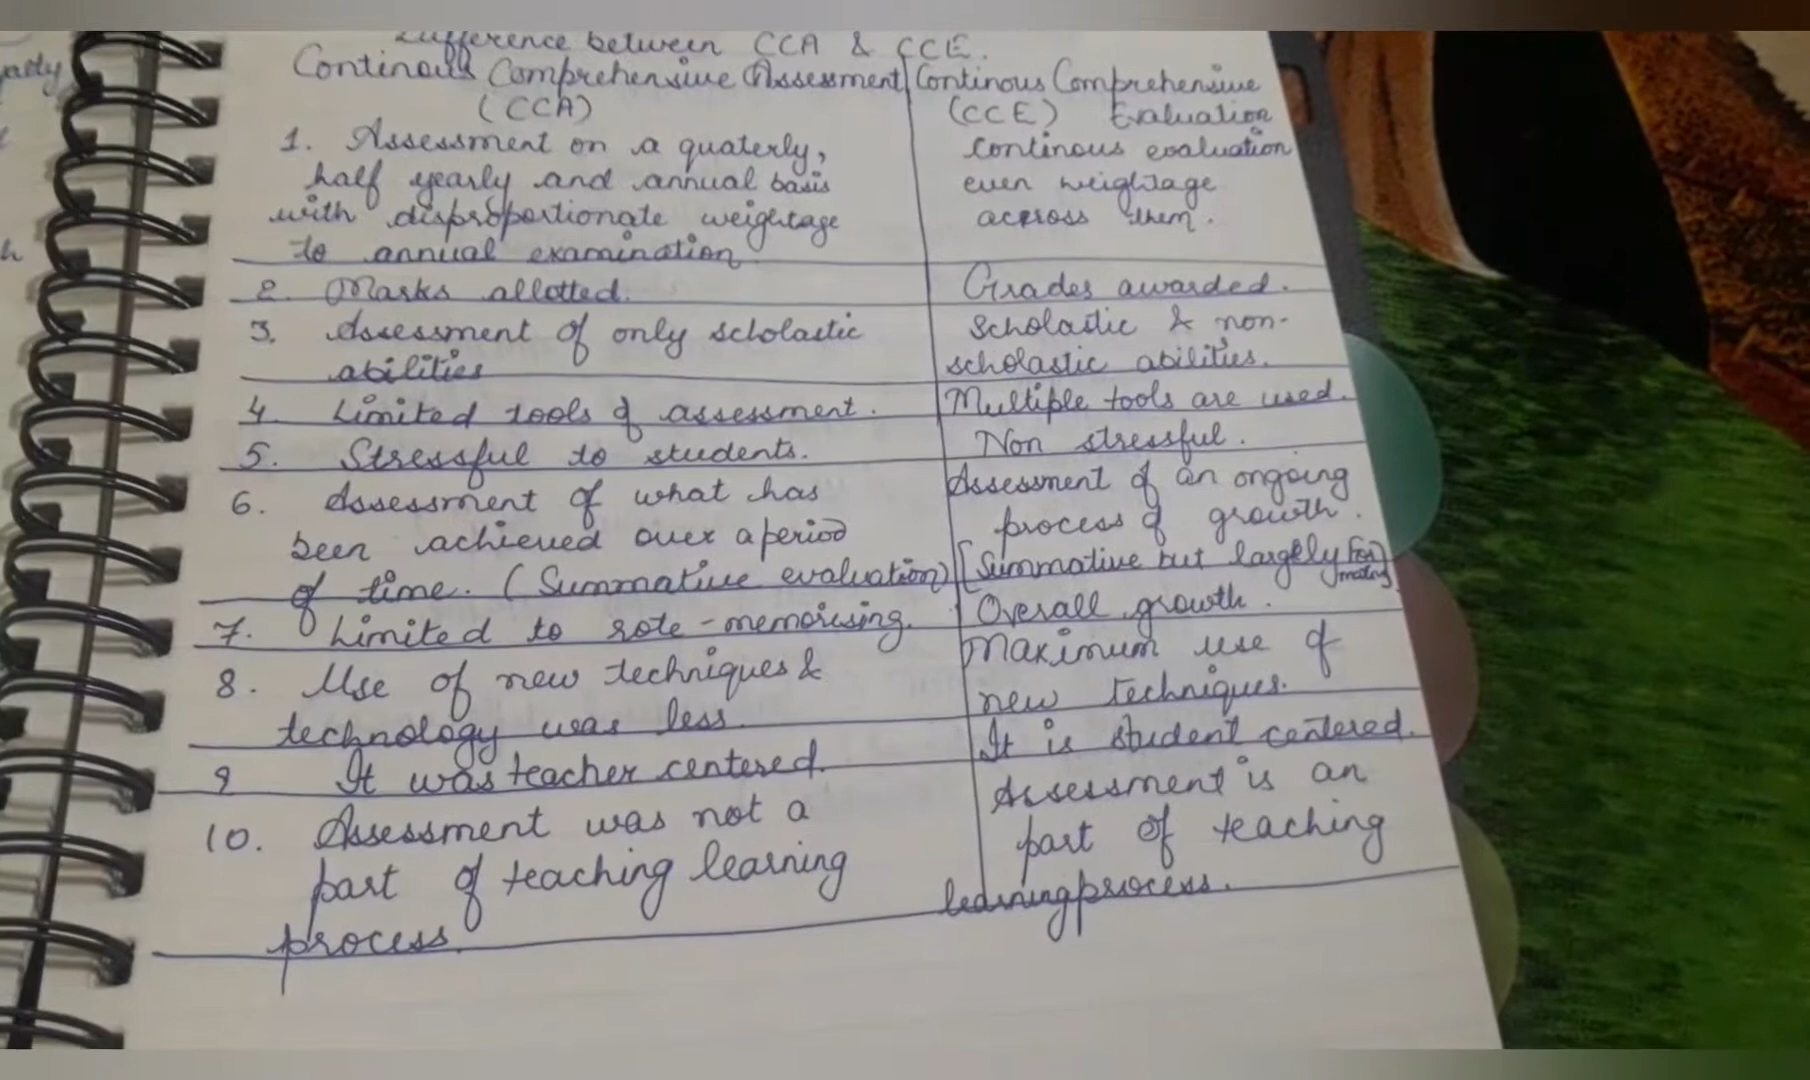 Difference between CCA & CCE.
Continous Comprehensive Assessment
(CCA)
Continous Comprehensive
(CCE) Evaluation
1. Assessment on a quaterly,
half yearly and annual basis
with disproportionate weightage
to annual examination
continous evaluation
even weightage
across them.
2. Marks allotted.
Grades awarded.
3. Assessment of only scholastic
abilities
Scholastic & non-
scholastic abilities.
4. Limited tools of assessment.
Multiple tools are used.
5. Stressful to students.
Non stressful.
6. Assessment of what has
been achieved over a period
of time. (Summative evaluation)
Assessment of an ongoing
process of growth.
[Summative but largely for
mative]
7. Limited to rote-memorising.
Overall growth.
8. Use of new techniques &
technology was less.
Maximum use of
new techniques.
9 It was teacher centered.
It is student centered.
10. Assessment was not a
part of teaching learning
process.
Assessment is an
part of teaching
learning process.